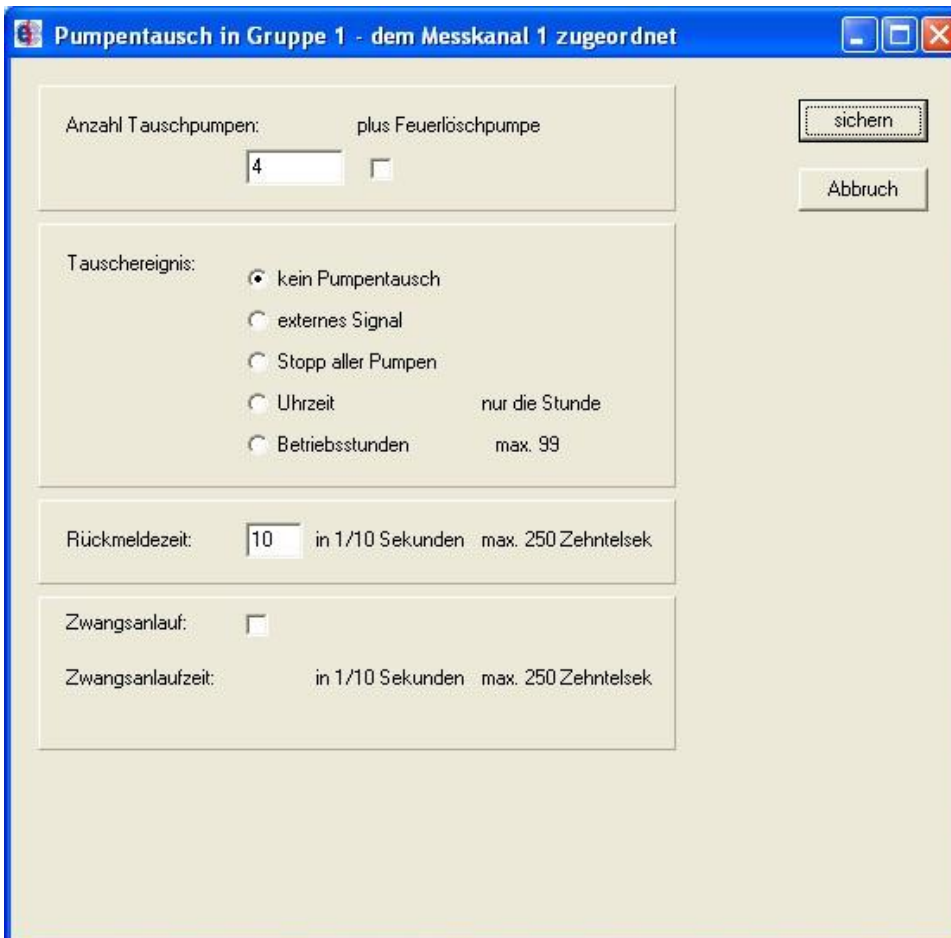 Pumpentausch in Gruppe 1 - dem Messkanal 1 zugeordnet
Anzahl Tauschpumpen: plus Feuerlöschpumpe
4
sichern
Abbruch
Tauschereignis:
kein Pumpentausch
externes Signal
Stopp aller Pumpen
Uhrzeit nur die Stunde
Betriebsstunden max. 99
Rückmeldezeit: 10 in 1/10 Sekunden max. 250 Zehntelsek
Zwangsanlauf:
Zwangsanlaufzeit: in 1/10 Sekunden max. 250 Zehntelsek